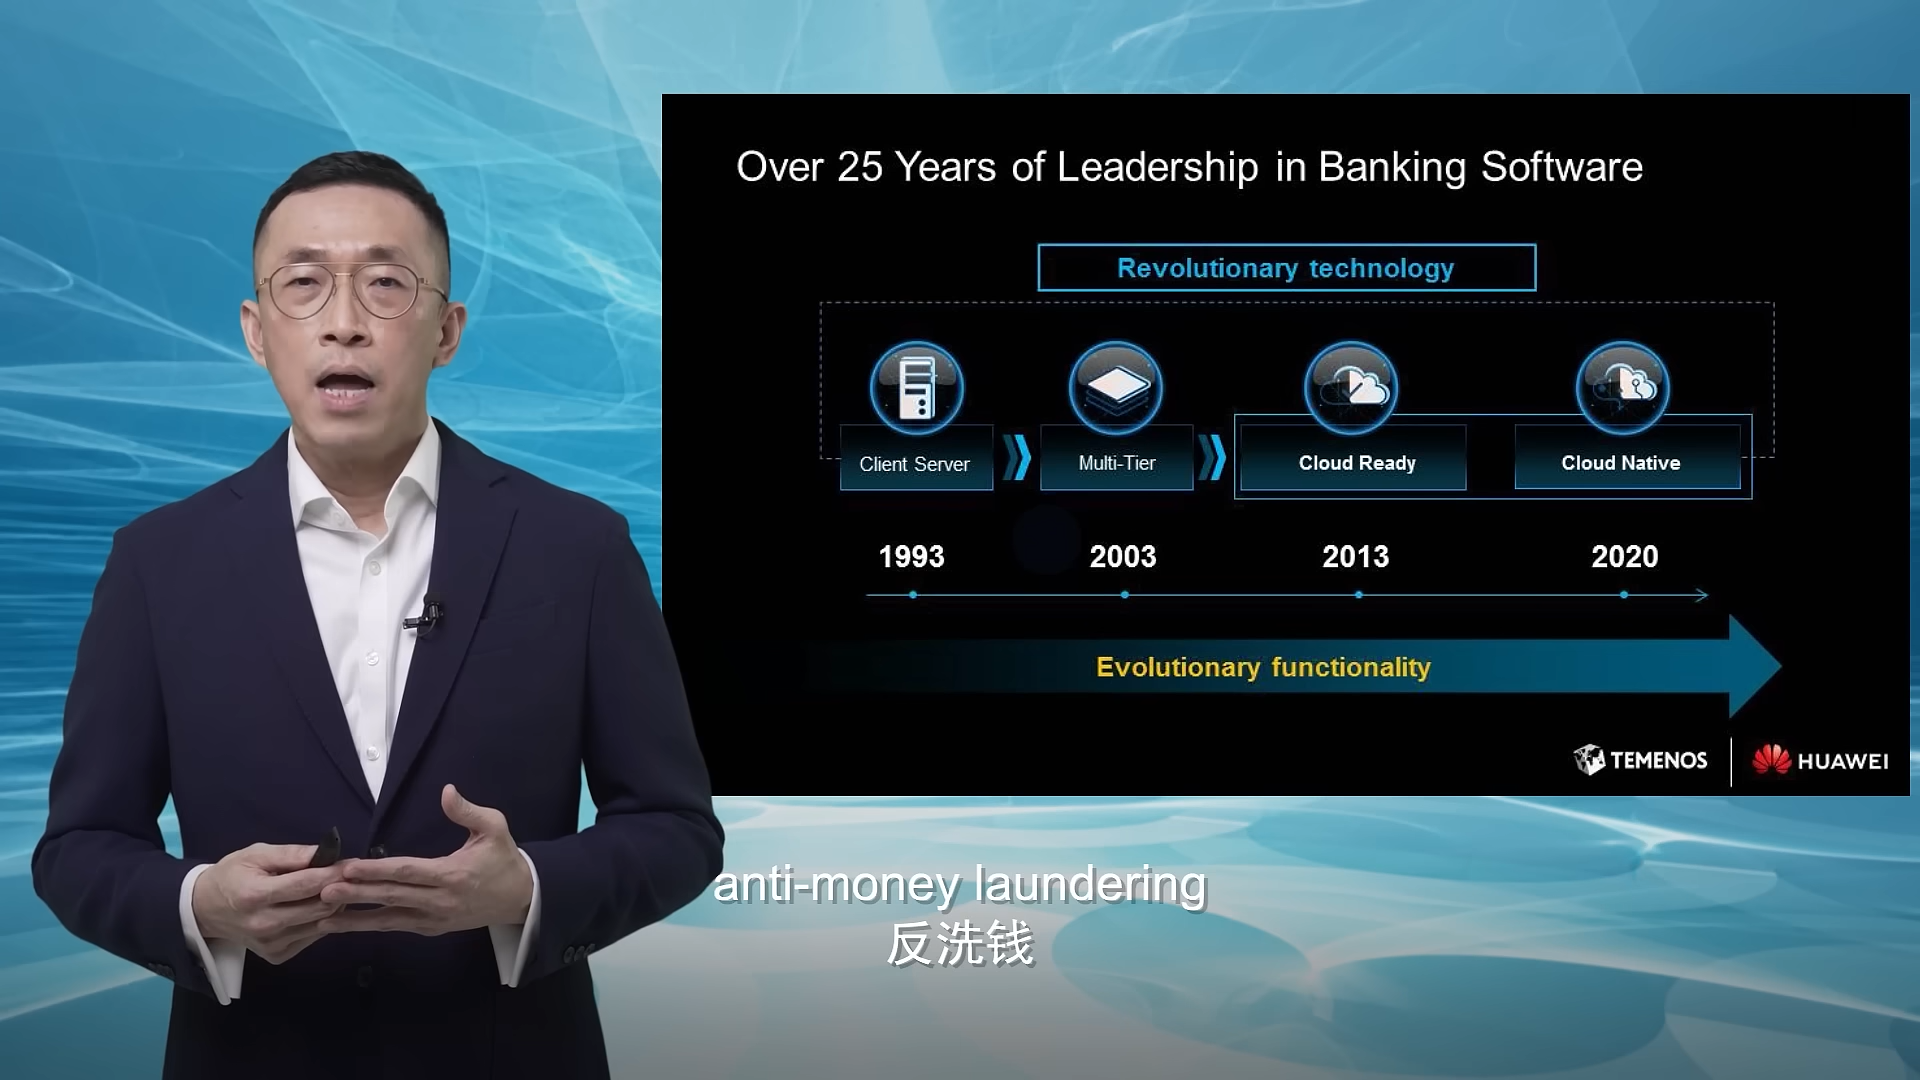 Over 25 Years of Leadership in Banking Software
Revolutionary technology
Client Server
Multi-Tier
Cloud Ready
Cloud Native
1993
2003
2013
2020
Evolutionary functionality
TEMENOS
HUAWEI
anti-money laundering
反洗钱